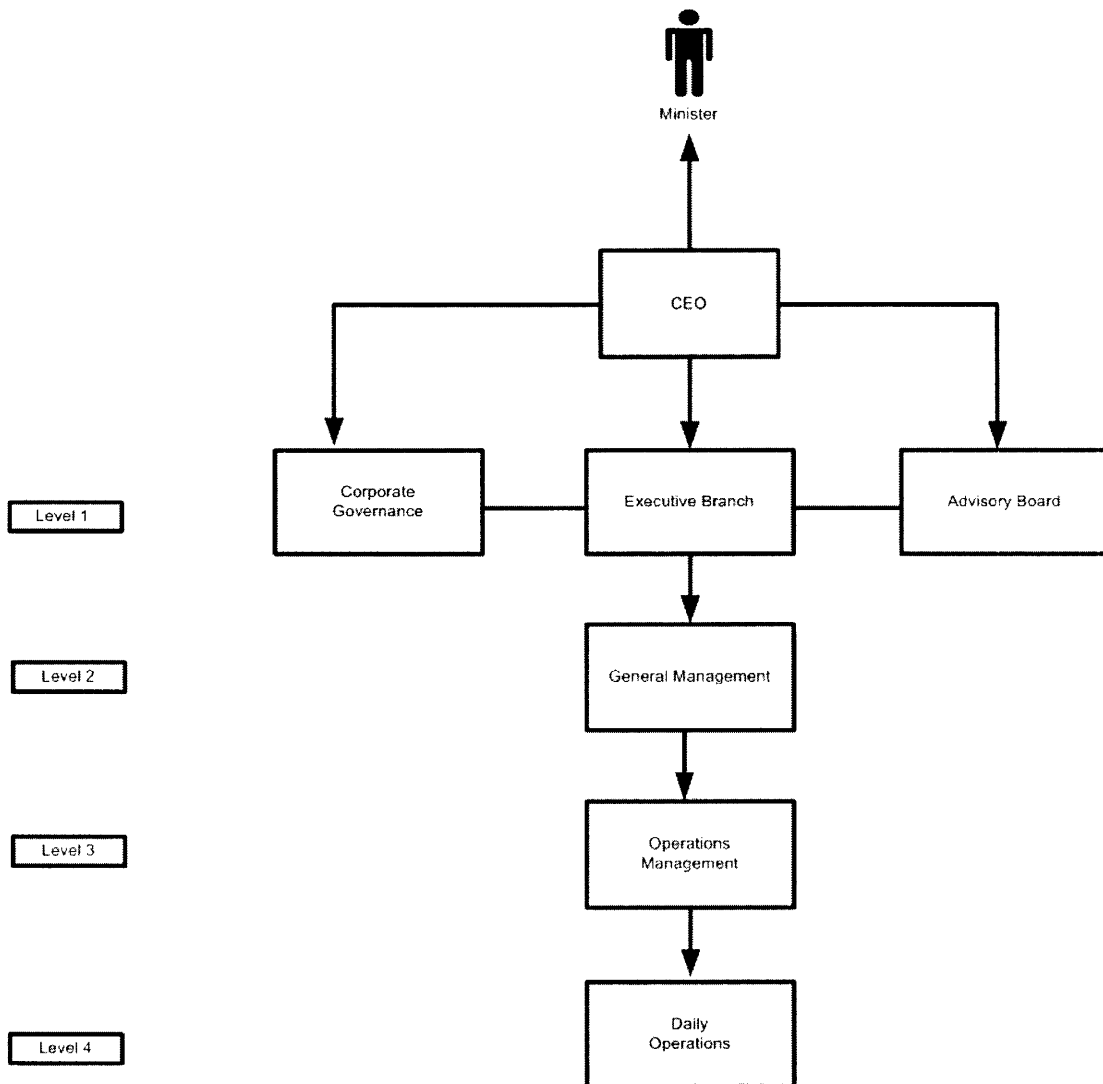 Minister
CEO
Corporate
Governance
Executive Branch
Advisory Board
Level 1
General Management
Level 2
Operations
Management
Level 3
Daily
Operations
Level 4